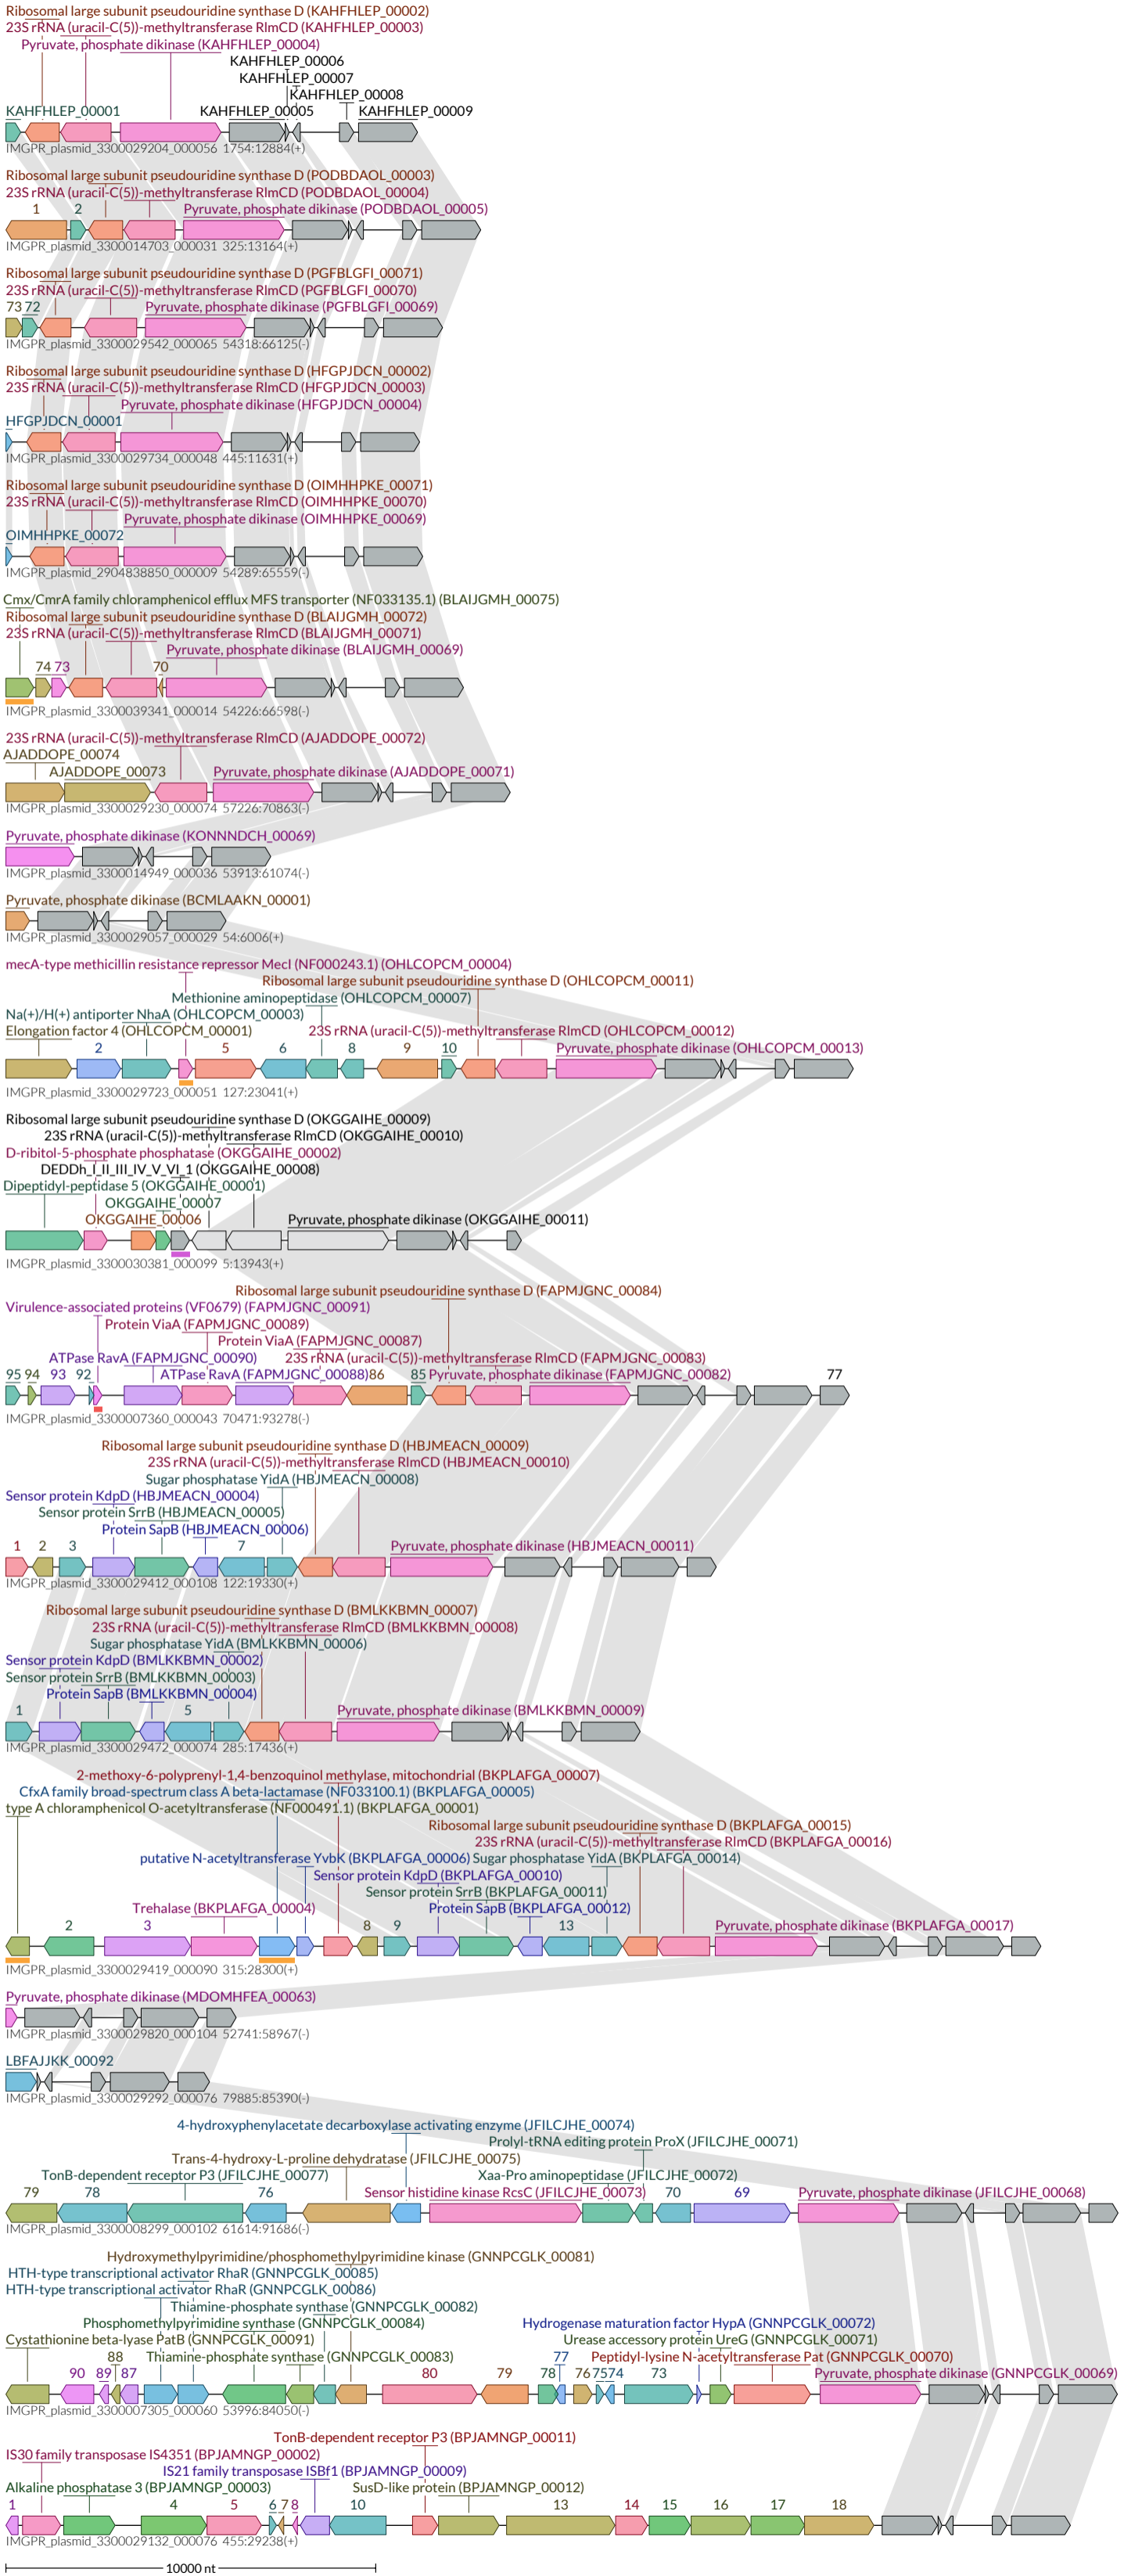 Ribosomal large subunit pseudouridine synthase D (KAHFHLEP_00002)
23S rRNA (uracil-C(5))-methyltransferase RlmCD (KAHFHLEP_00003)
Pyruvate, phosphate dikinase (KAHFHLEP_00004)
KAHFHLEP_00006
KAHFHLEP_00007
KAHFHLEP_00008
KAHFHLEP_00001 KAHFHLEP_00005 KAHFHLEP_00009
IMGPR_plasmid_3300029204_000056 1754:12884(+)
Ribosomal large subunit pseudouridine synthase D (PODBDAOL_00003)
23S rRNA (uracil-C(5))-methyltransferase RlmCD (PODBDAOL_00004)
1 2 Pyruvate, phosphate dikinase (PODBDAOL_00005)
IMGPR_plasmid_3300014703_000031 325:13164(+)
Ribosomal large subunit pseudouridine synthase D (PGFBLGFI_00071)
23S rRNA (uracil-C(5))-methyltransferase RlmCD (PGFBLGFI_00070)
73 72 Pyruvate, phosphate dikinase (PGFBLGFI_00069)
IMGPR_plasmid_3300029542_000065 54318:66125(-)
Ribosomal large subunit pseudouridine synthase D (HFGPJDCN_00002)
23S rRNA (uracil-C(5))-methyltransferase RlmCD (HFGPJDCN_00003)
Pyruvate, phosphate dikinase (HFGPJDCN_00004)
HFGPJDCN_00001
IMGPR_plasmid_3300029734_000048 445:11631(+)
Ribosomal large subunit pseudouridine synthase D (OIMHHPKE_00071)
23S rRNA (uracil-C(5))-methyltransferase RlmCD (OIMHHPKE_00070)
Pyruvate, phosphate dikinase (OIMHHPKE_00069)
OIMHHPKE_00072
IMGPR_plasmid_2904838850_000009 54289:65559(-)
Cmx/CmrA family chloramphenicol efflux MFS transporter (NF033135.1) (BLAIJGMH_00075)
Ribosomal large subunit pseudouridine synthase D (BLAIJGMH_00072)
23S rRNA (uracil-C(5))-methyltransferase RlmCD (BLAIJGMH_00071)
Pyruvate, phosphate dikinase (BLAIJGMH_00069)
74 73 70
IMGPR_plasmid_3300039341_000014 54226:66598(-)
23S rRNA (uracil-C(5))-methyltransferase RlmCD (AJADDOPE_00072)
AJADDOPE_00074
AJADDOPE_00073 Pyruvate, phosphate dikinase (AJADDOPE_00071)
IMGPR_plasmid_3300029230_000074 57226:70863(-)
Pyruvate, phosphate dikinase (KONNNDCH_00069)
IMGPR_plasmid_3300014949_000036 53913:61074(-)
Pyruvate, phosphate dikinase (BCMLAAKN_00001)
IMGPR_plasmid_3300029057_000029 54:6006(+)
mecA-type methicillin resistance repressor MecI (NF000243.1) (OHLCOPCM_00004)
Ribosomal large subunit pseudouridine synthase D (OHLCOPCM_00011)
Methionine aminopeptidase (OHLCOPCM_00007)
Na(+)/H(+) antiporter NhaA (OHLCOPCM_00003)
Elongation factor 4 (OHLCOPCM_00001) 23S rRNA (uracil-C(5))-methyltransferase RlmCD (OHLCOPCM_00012)
2 5 6 8 9 10 Pyruvate, phosphate dikinase (OHLCOPCM_00013)
IMGPR_plasmid_3300029723_000051 127:23041(+)
Ribosomal large subunit pseudouridine synthase D (OKGGAIHE_00009)
23S rRNA (uracil-C(5))-methyltransferase RlmCD (OKGGAIHE_00010)
D-ribitol-5-phosphate phosphatase (OKGGAIHE_00002)
DEDDh_I_II_III_IV_V_VI_1 (OKGGAIHE_00008)
Dipeptidyl-peptidase 5 (OKGGAIHE_00001)
OKGGAIHE_00007
OKGGAIHE_00006 Pyruvate, phosphate dikinase (OKGGAIHE_00011)
IMGPR_plasmid_3300030381_000099 5:13943(+)
Ribosomal large subunit pseudouridine synthase D (FAPMJGNC_00084)
Virulence-associated proteins (VF0679) (FAPMJGNC_00091)
Protein ViaA (FAPMJGNC_00089)
Protein ViaA (FAPMJGNC_00087)
ATPase RavA (FAPMJGNC_00090) 23S rRNA (uracil-C(5))-methyltransferase RlmCD (FAPMJGNC_00083)
95 94 93 92 ATPase RavA (FAPMJGNC_00088) 86 85 Pyruvate, phosphate dikinase (FAPMJGNC_00082) 77
IMGPR_plasmid_3300007360_000043 70471:93278(-)
Ribosomal large subunit pseudouridine synthase D (HBJMEACN_00009)
23S rRNA (uracil-C(5))-methyltransferase RlmCD (HBJMEACN_00010)
Sugar phosphatase YidA (HBJMEACN_00008)
Sensor protein KdpD (HBJMEACN_00004)
Sensor protein SrrB (HBJMEACN_00005)
Protein SapB (HBJMEACN_00006)
1 2 3 7 Pyruvate, phosphate dikinase (HBJMEACN_00011)
IMGPR_plasmid_3300029412_000108 122:19330(+)
Ribosomal large subunit pseudouridine synthase D (BMLKKBMN_00007)
23S rRNA (uracil-C(5))-methyltransferase RlmCD (BMLKKBMN_00008)
Sugar phosphatase YidA (BMLKKBMN_00006)
Sensor protein KdpD (BMLKKBMN_00002)
Sensor protein SrrB (BMLKKBMN_00003)
Protein SapB (BMLKKBMN_00004)
1 5 Pyruvate, phosphate dikinase (BMLKKBMN_00009)
IMGPR_plasmid_3300029472_000074 285:17436(+)
2-methoxy-6-polyprenyl-1,4-benzoquinol methylase, mitochondrial (BKPLAFGA_00007)
CfxA family broad-spectrum class A beta-lactamase (NF033100.1) (BKPLAFGA_00005)
type A chloramphenicol O-acetyltransferase (NF000491.1) (BKPLAFGA_00001)
Ribosomal large subunit pseudouridine synthase D (BKPLAFGA_00015)
23S rRNA (uracil-C(5))-methyltransferase RlmCD (BKPLAFGA_00016)
putative N-acetyltransferase YvbK (BKPLAFGA_00006) Sugar phosphatase YidA (BKPLAFGA_00014)
Sensor protein KdpD (BKPLAFGA_00010)
Sensor protein SrrB (BKPLAFGA_00011)
Trehalase (BKPLAFGA_00004) Protein SapB (BKPLAFGA_00012)
2 3 8 9 13 Pyruvate, phosphate dikinase (BKPLAFGA_00017)
IMGPR_plasmid_3300029419_000090 315:28300(+)
Pyruvate, phosphate dikinase (MDOMHFEA_00063)
IMGPR_plasmid_3300029820_000104 52741:58967(-)
LBFAJJKK_00092
IMGPR_plasmid_3300029292_000076 79885:85390(-)
4-hydroxyphenylacetate decarboxylase activating enzyme (JFILCJHE_00074)
Prolyl-tRNA editing protein ProX (JFILCJHE_00071)
Trans-4-hydroxy-L-proline dehydratase (JFILCJHE_00075)
TonB-dependent receptor P3 (JFILCJHE_00077) Xaa-Pro aminopeptidase (JFILCJHE_00072)
79 78 76 Sensor histidine kinase RcsC (JFILCJHE_00073) 70 69 Pyruvate, phosphate dikinase (JFILCJHE_00068)
IMGPR_plasmid_3300008299_000102 61614:91686(-)
Hydroxymethylpyrimidine/phosphomethylpyrimidine kinase (GNNPCGLK_00081)
HTH-type transcriptional activator RhaR (GNNPCGLK_00085)
HTH-type transcriptional activator RhaR (GNNPCGLK_00086)
Thiamine-phosphate synthase (GNNPCGLK_00082)
Phosphomethylpyrimidine synthase (GNNPCGLK_00084) Hydrogenase maturation factor HypA (GNNPCGLK_00072)
Cystathionine beta-lyase PatB (GNNPCGLK_00091) Urease accessory protein UreG (GNNPCGLK_00071)
88 Thiamine-phosphate synthase (GNNPCGLK_00083) 77 Peptidyl-lysine N-acetyltransferase Pat (GNNPCGLK_00070)
90 89 87 80 79 78 76 75 74 73 Pyruvate, phosphate dikinase (GNNPCGLK_00069)
IMGPR_plasmid_3300007305_000060 53996:84050(-)
TonB-dependent receptor P3 (BPJAMNGP_00011)
IS30 family transposase IS4351 (BPJAMNGP_00002)
IS21 family transposase ISBf1 (BPJAMNGP_00009)
Alkaline phosphatase 3 (BPJAMNGP_00003) SusD-like protein (BPJAMNGP_00012)
1 4 5 6 7 8 10 13 14 15 16 17 18
IMGPR_plasmid_3300029132_000076 455:29238(+)
10000 nt